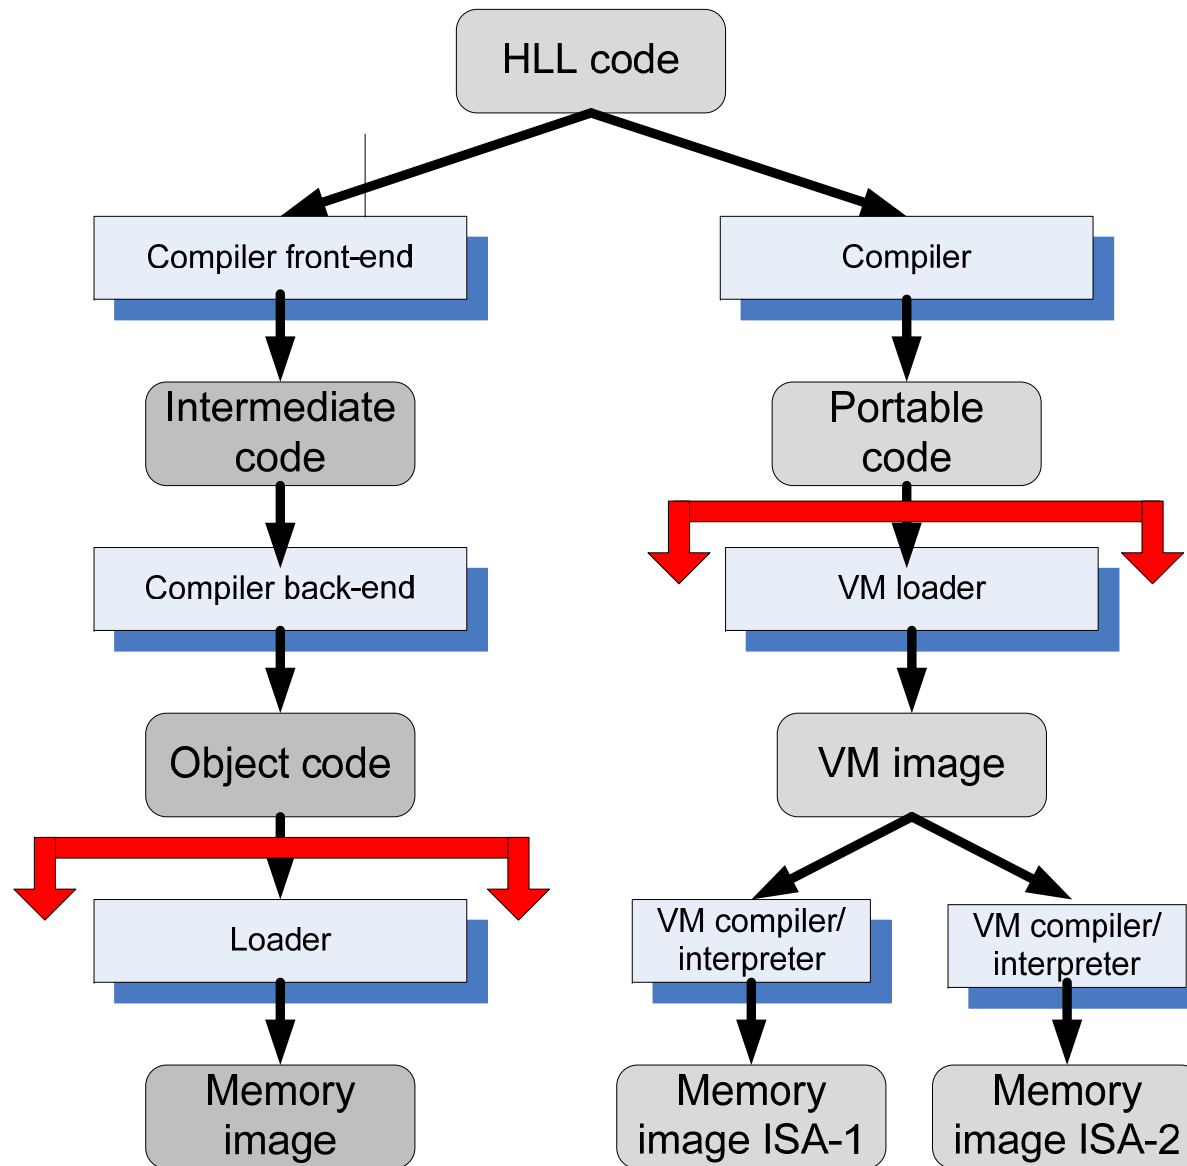 HLL code
Compiler front-end
Compiler
Intermediate
code
Portable
code
Compiler back-end
VM loader
Object code
VM image
Loader
VM compiler/
interpreter
VM compiler/
interpreter
Memory
image
Memory
image ISA-1
Memory
image ISA-2